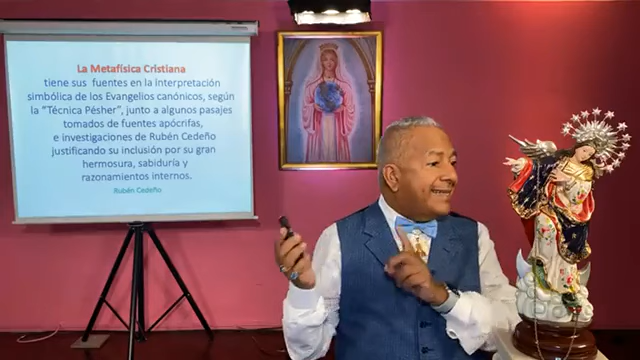 La Metafísica Cristiana
tiene sus fuentes en la interpretación
simbólica de los Evangelios canónicos, según
la "Técnica Pésher", junto a algunos pasajes
tomados de fuentes apócrifas,
e investigaciones de Rubén Cedeño
justificando su inclusión por su gran
hermosura, sabiduría y
razonamientos internos.
Rubén Cedeño